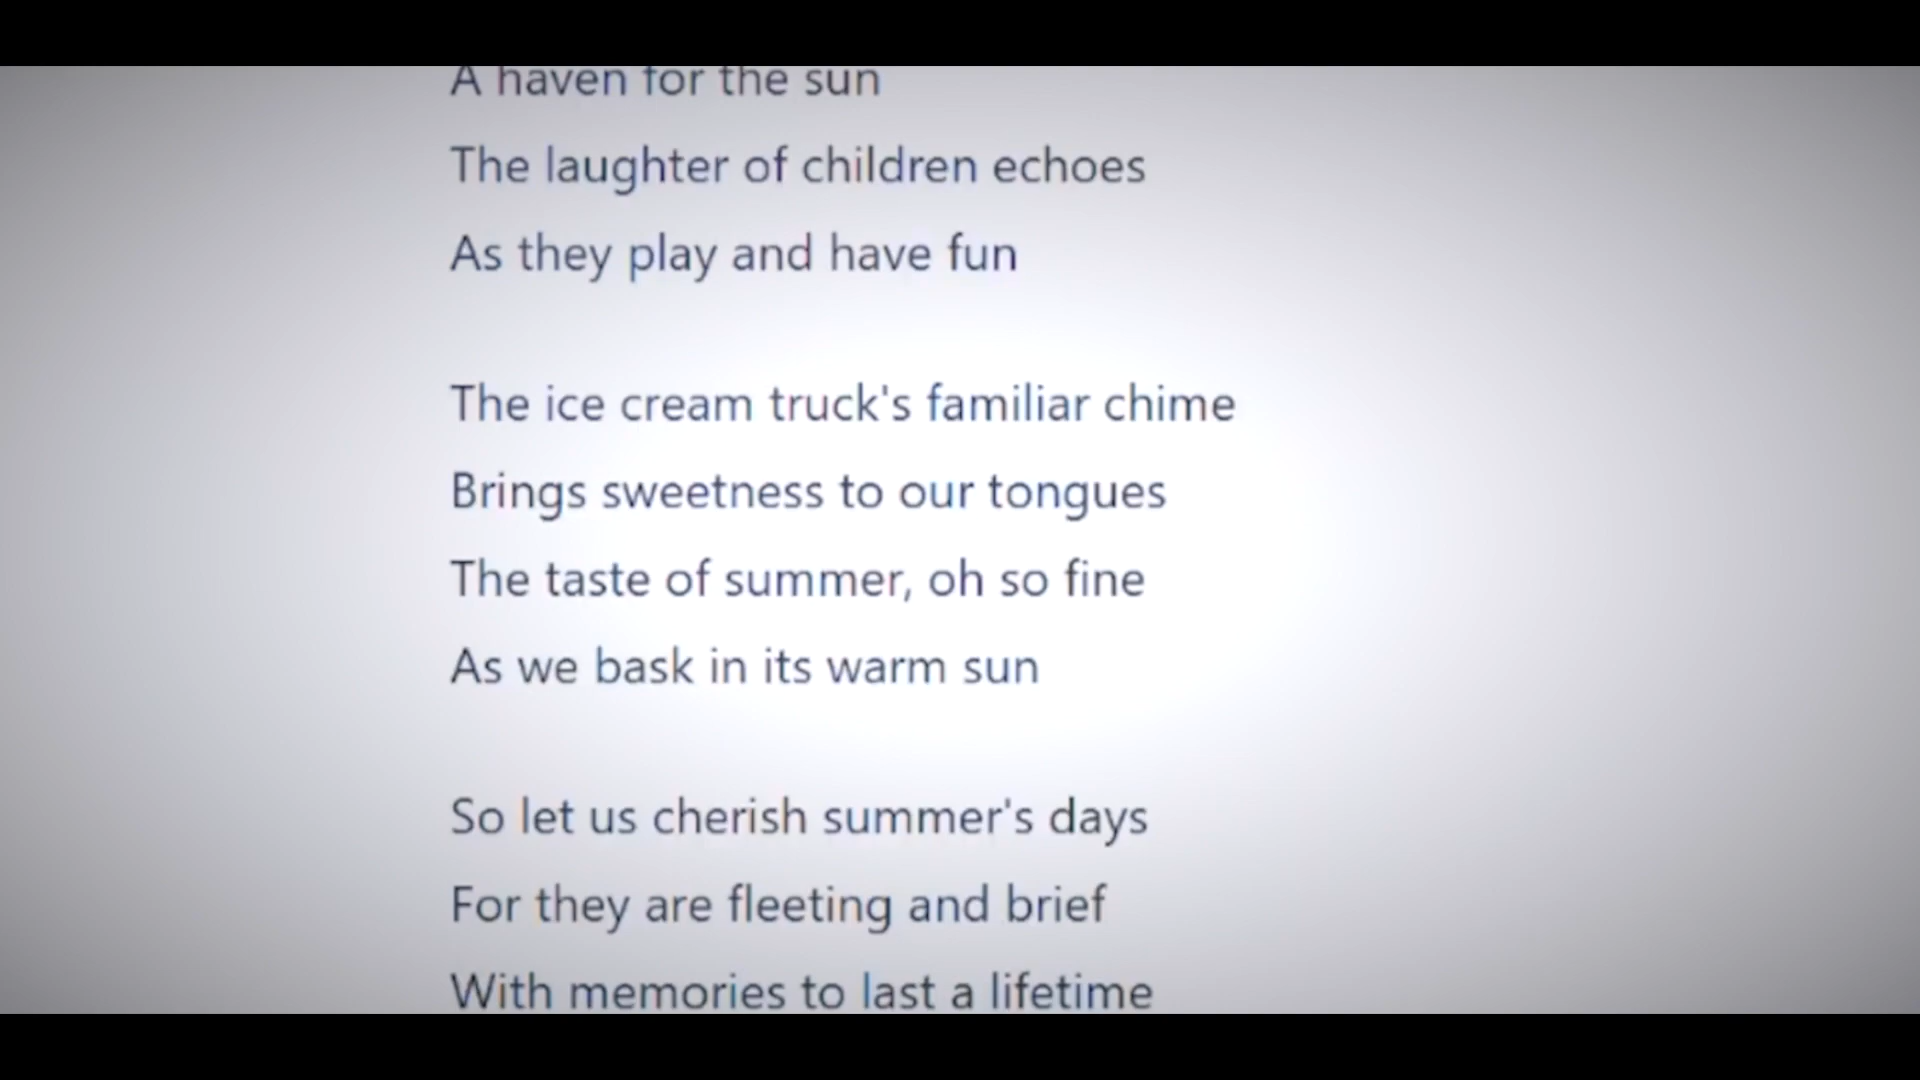 A haven for the sun
The laughter of children echoes
As they play and have fun
The ice cream truck's familiar chime
Brings sweetness to our tongues
The taste of summer, oh so fine
As we bask in its warm sun
So let us cherish summer's days
For they are fleeting and brief
With memories to last a lifetime